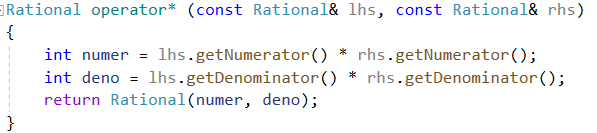 Rational operator* (const Rational& lhs, const Rational& rhs)
{
    int numer = lhs.getNumerator() * rhs.getNumerator();
    int deno = lhs.getDenominator() * rhs.getDenominator();
    return Rational(numer, deno);
}